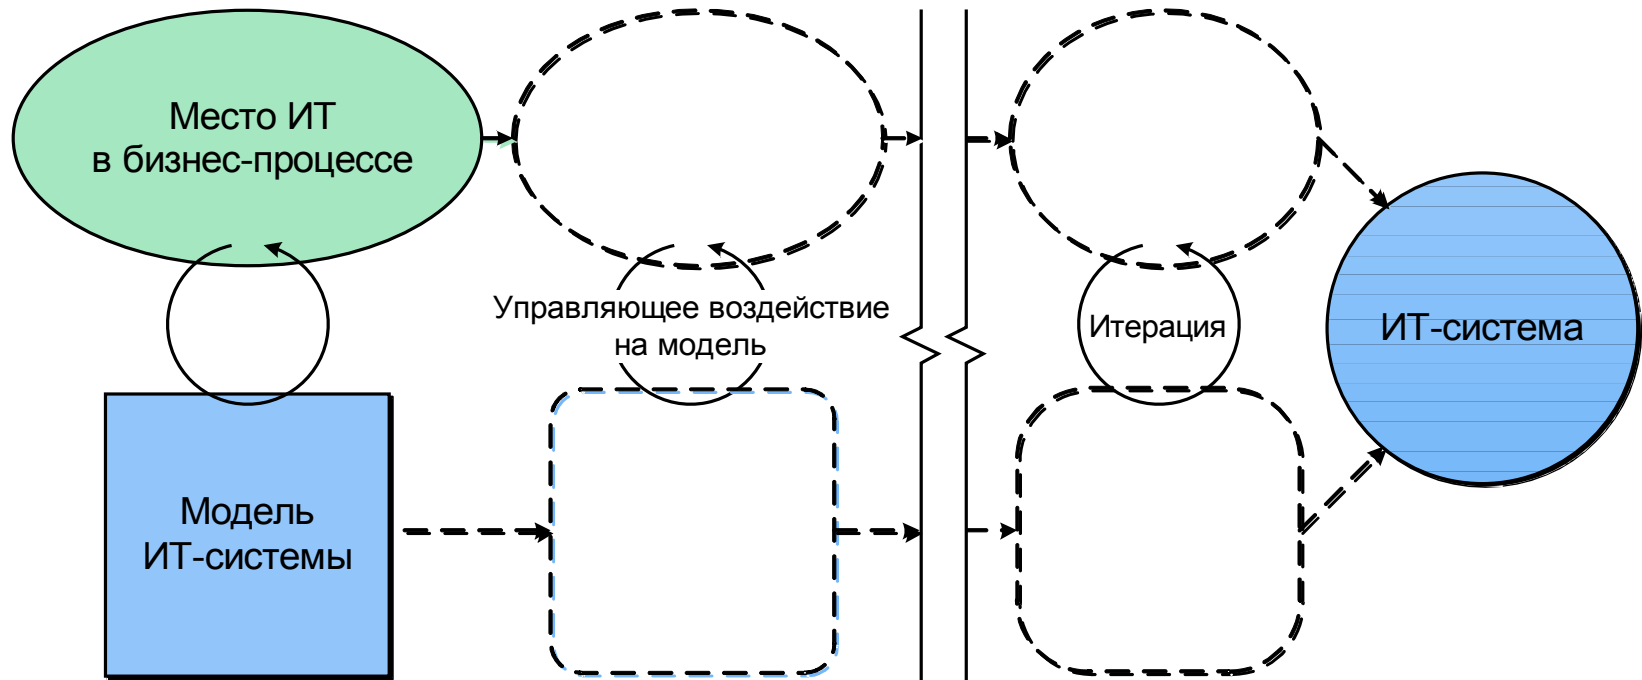 Место ИТ
в бизнес-процессе
Управляющее воздействие
на модель
Итерация
ИТ-система
Модель
ИТ-системы